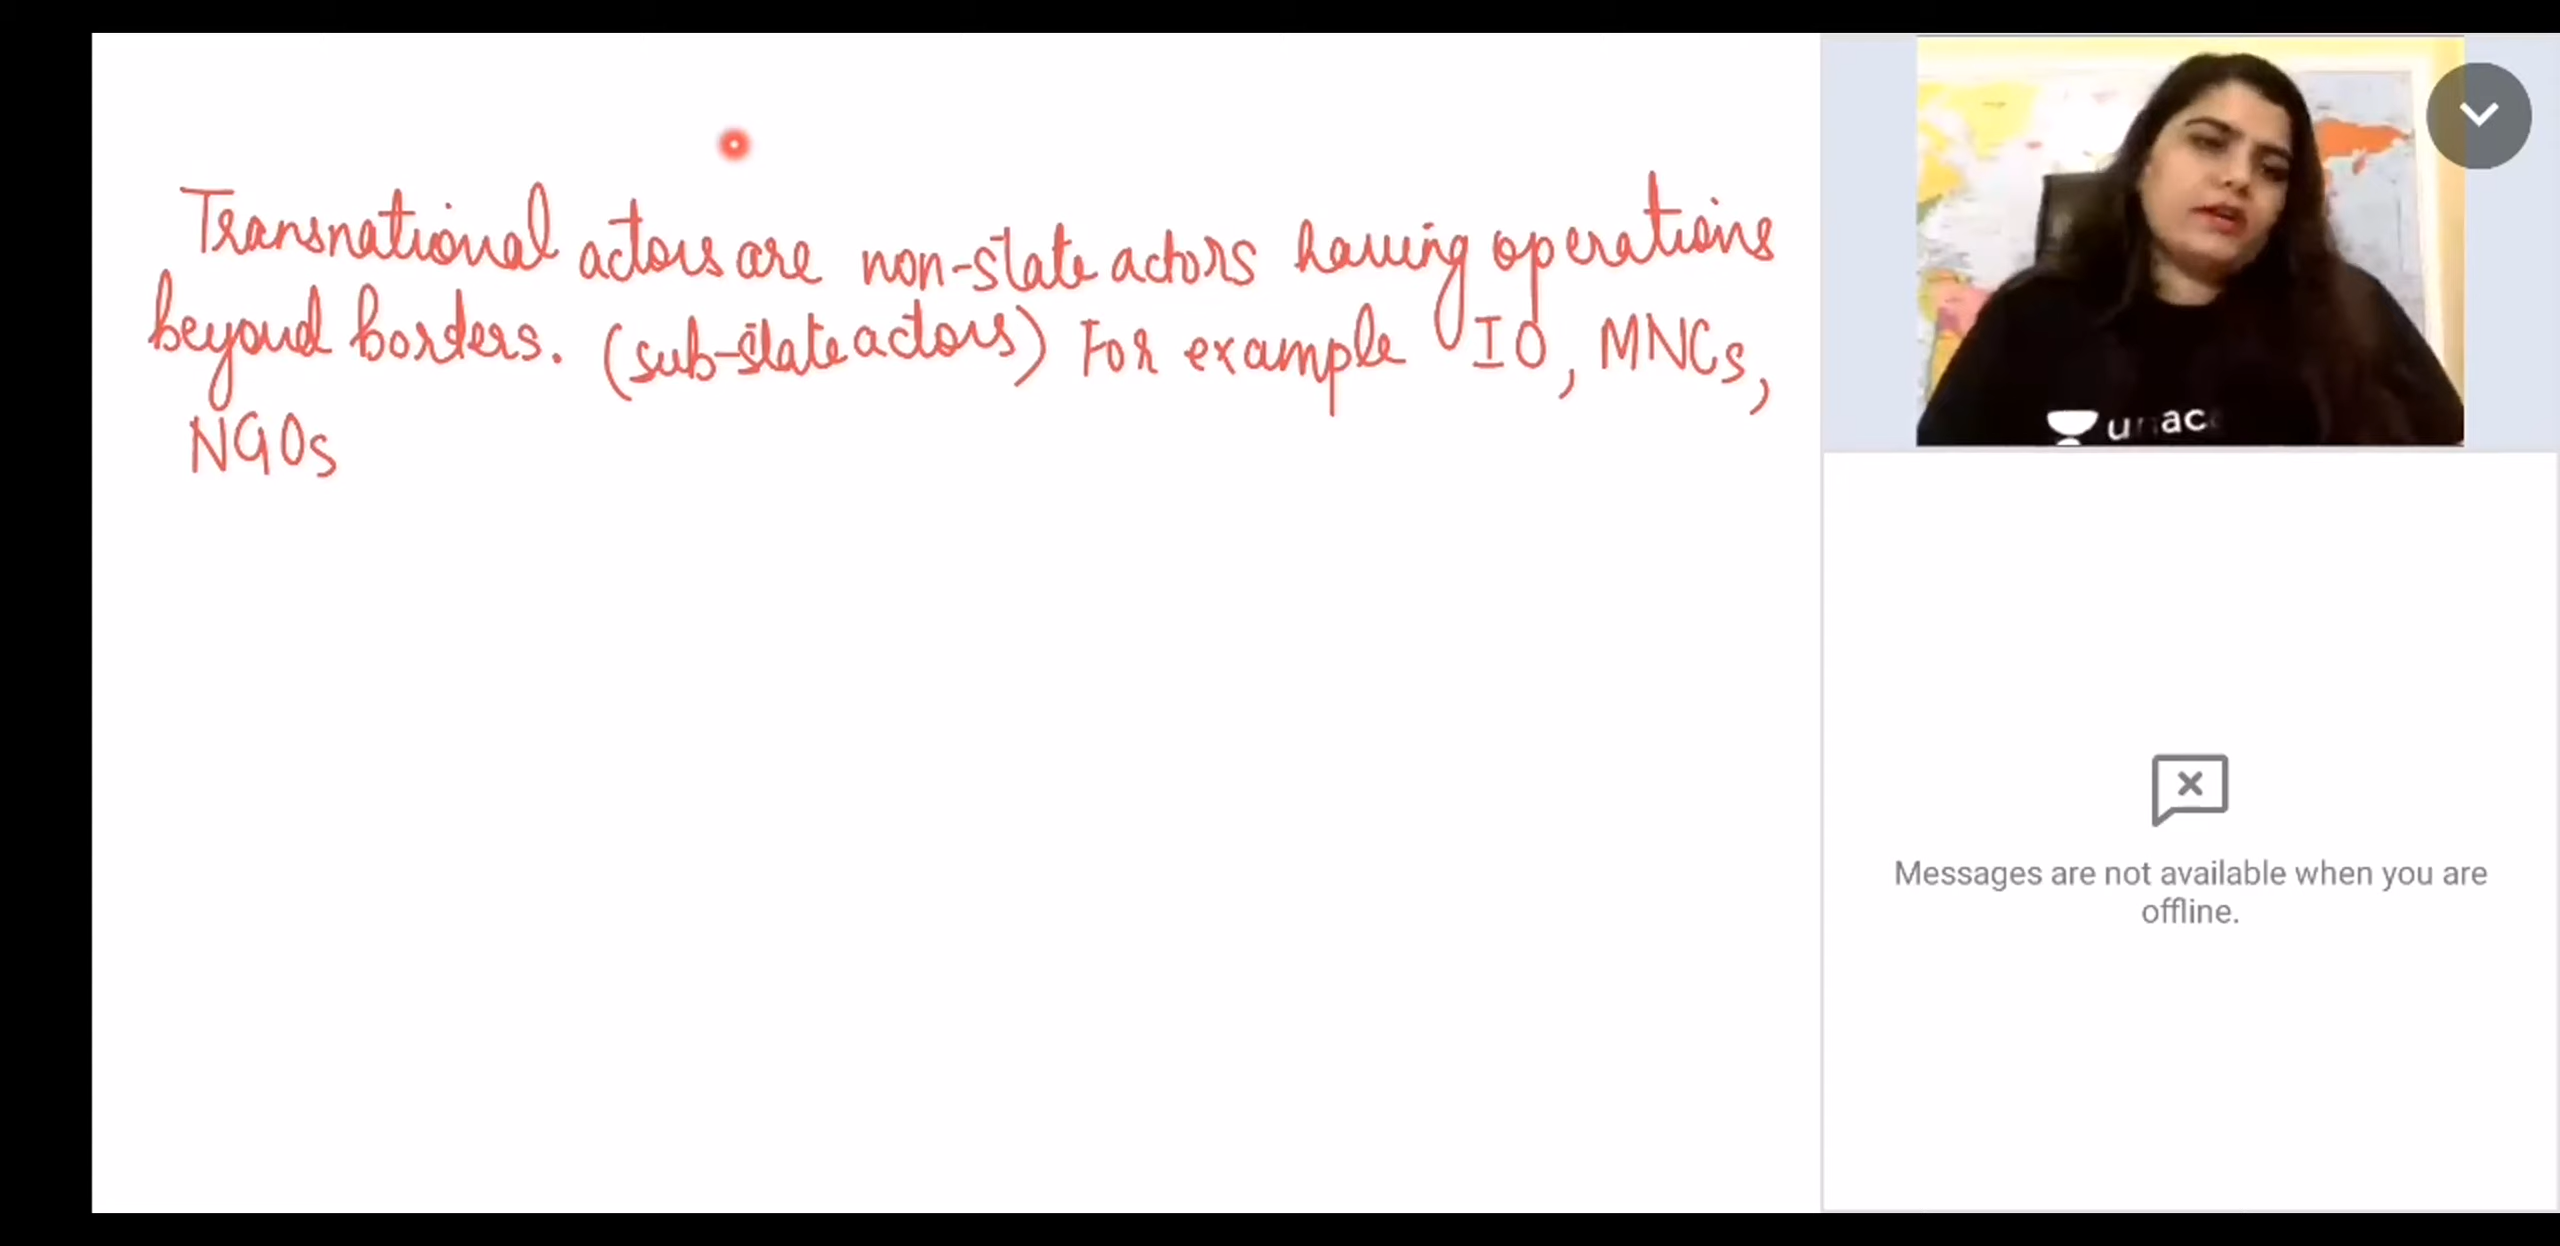 Transnational actors are non-state actors having operations
beyond borders. (sub-state actors) For example IO, MNCs,
NGOs
unac
Messages are not available when you are
offline.